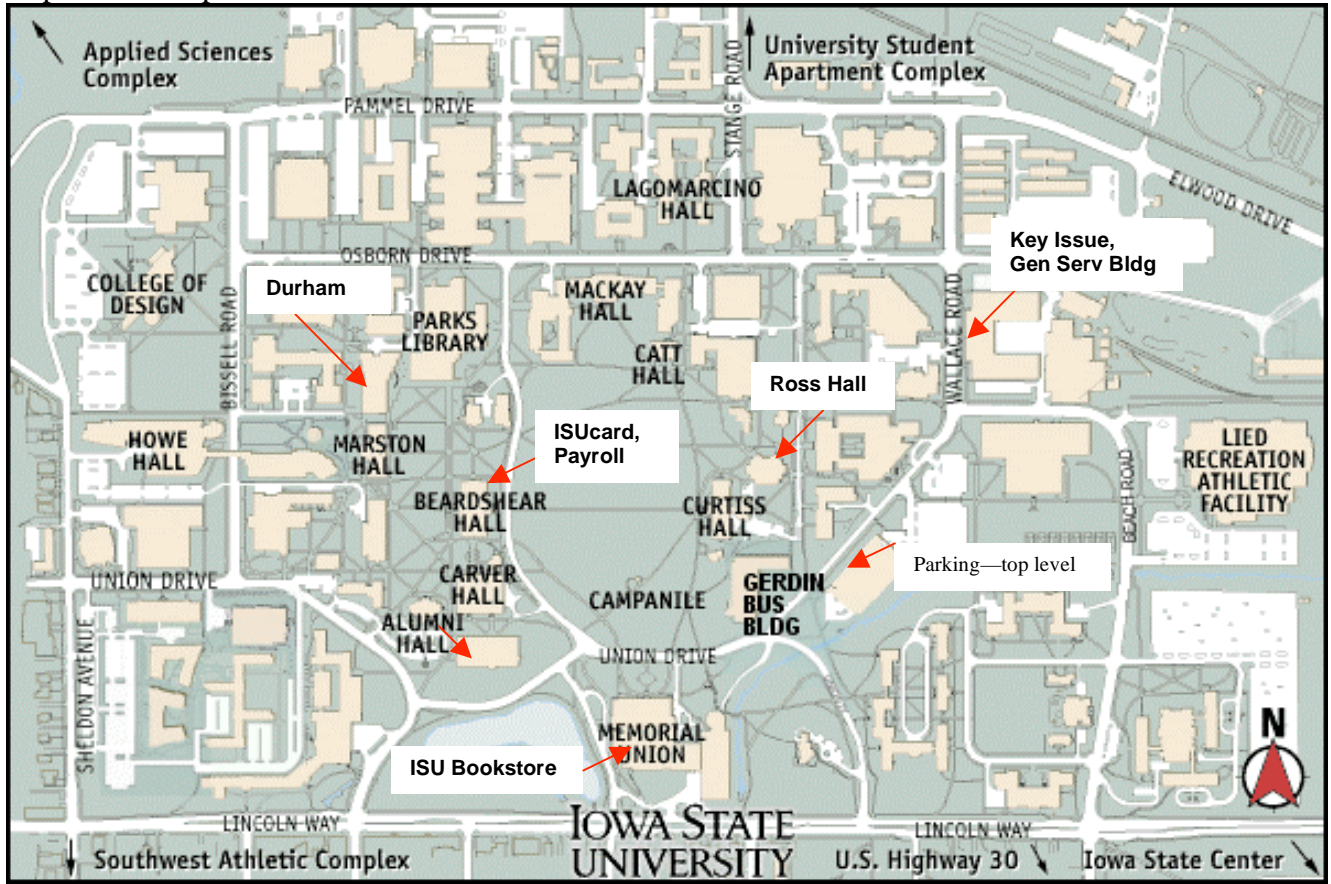 Applied Sciences
Complex
University Student
Apartment Complex
PAMMEL DRIVE
STANGE ROAD
LAGOMARCINO
HALL
ELWOOD DRIVE
OSBORN DRIVE
Key Issue,
Gen Serv Bldg
COLLEGE OF
DESIGN
BISSELL ROAD
Durham
PARKS
LIBRARY
MACKAY
HALL
CATT
HALL
WALLACE ROAD
Ross Hall
HOWE
HALL
MARSTON
HALL
ISUcard,
Payroll
BEARDSHEAR
HALL
CURTISS
HALL
BEACH ROAD
LIED
RECREATION
ATHLETIC
FACILITY
UNION DRIVE
CARVER
HALL
CAMPANILE
GERDIN
BUS
BLDG
Parking—top level
ALUMNI
HALL
UNION DRIVE
SHELDON AVENUE
MEMORIAL
UNION
ISU Bookstore
N
LINCOLN WAY
IOWA STATE
UNIVERSITY
LINCOLN WAY
Southwest Athletic Complex
U.S. Highway 30
Iowa State Center